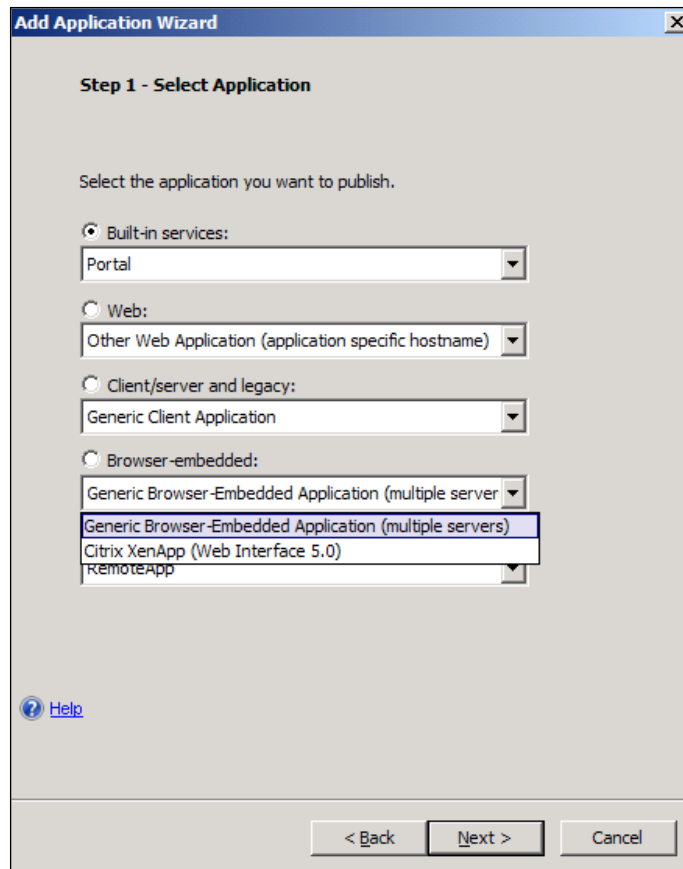 Add Application Wizard
Step 1 - Select Application
Select the application you want to publish.
Built-in services:
Portal
Web:
Other Web Application (application specific hostname)
Client/server and legacy:
Generic Client Application
Browser-embedded:
Generic Browser-Embedded Application (multiple server
Generic Browser-Embedded Application (multiple servers)
Citrix XenApp (Web Interface 5.0)
RemoteApp
Help
< Back
Next >
Cancel